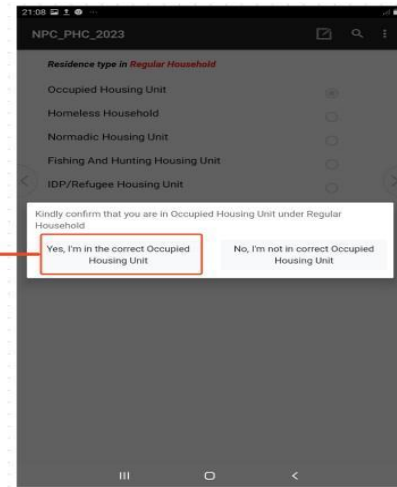 21:08
NPC_PHC_2023
Residence type in Regular Household
Occupied Housing Unit
Homeless Household
Normadic Housing Unit
Fishing And Hunting Housing Unit
IDP/Refugee Housing Unit
Kindly confirm that you are in Occupied Housing Unit under Regular
Household
Yes, I'm in the correct Occupied
Housing Unit
No, I'm not in correct Occupied
Housing Unit